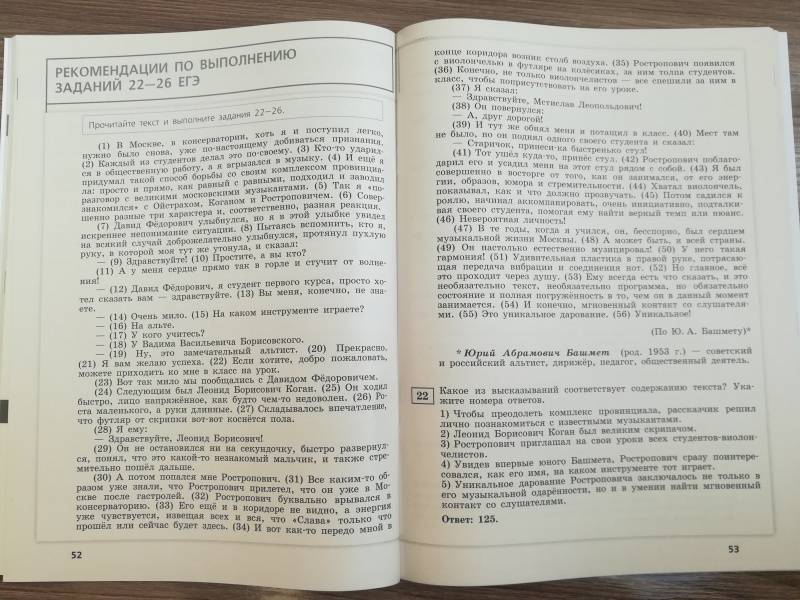 РЕКОМЕНДАЦИИ ПО ВЫПОЛНЕНИЮ
ЗАДАНИЙ 22—26 ЕГЭ
Прочитайте текст и выполните задания 22—26.
(1) В Москве, в консерватории, хоть я и поступил легко,
нужно было снова, уже по-настоящему добиваться признания.
(2) Каждый из студентов делал это по-своему. (3) Кто-то ударил-
ся в общественную работу, а я вгрызался в музыку. (4) И ещё я
придумал такой способ борьбы со своим комплексом провинциа-
ла: просто и прямо, как равный с равными, подходил и заводил
разговор с великими московскими музыкантами. (5) Так я «по-
знакомился» с Ойстрахом, Коганом и Ростроповичем. (6) Совер-
шенно разные три характера и, соответственно, разная реакция.
(7) Давид Фёдорович улыбнулся, но я в этой улыбке увидел
искреннее непонимание ситуации. (8) Пытаясь вспомнить, кто я,
на всякий случай доброжелательно улыбнулся, протянул пухлую
руку, в которой моя тут же утонула, и сказал:
— (9) Здравствуйте! (10) Простите, а вы кто?
(11) А у меня сердце прямо так в горле и стучит от волне-
ния!
— (12) Давид Фёдорович, я студент первого курса, просто хо-
тел сказать вам — здравствуйте. (13) Вы меня, конечно, не зна-
ете.
— (14) Очень мило. (15) На каком инструменте играете?
— (16) На альте.
— (17) У кого учитесь?
— (18) У Вадима Васильевича Борисовского.
— (19) Ну, это замечательный альтист. (20) Прекрасно.
(21) Я вам желаю успеха. (22) Если хотите, добро пожаловать,
можете приходить ко мне в класс на урок.
(23) Вот так мило мы пообщались с Давидом Фёдоровичем.
(24) Следующим был Леонид Борисович Коган. (25) Он ходил
быстро, лицо напряжённое, как будто чем-то недоволен. (26) Ро-
ста маленького, а руки длинные. (27) Складывалось впечатление,
что футляр от скрипки вот-вот коснётся пола.
(28) Я ему:
— Здравствуйте, Леонид Борисович!
(29) Он не остановился ни на секундочку, быстро развернул-
ся, понял, что это какой-то незнакомый мальчик, и также стре-
мительно пошёл дальше.
(30) А потом попался мне Ростропович. (31) Все каким-то об-
разом уже знали, что Ростропович прилетел, что он уже в Мо-
скве после гастролей. (32) Ростропович буквально врывался в
консерваторию. (33) Его ещё и в коридоре не видно, а энергия
уже чувствуется, извещая всех и вся, что «Слава» только что
прошёл или сейчас будет здесь. (34) И вот как-то передо мной в
52
конце коридора возник столб воздуха. (35) Ростропович появился
с виолончелью в футляре на колёсиках, за ним толпа студентов.
(36) Конечно, не только виолончелистов — все спешили за ним в
класс, чтобы поприсутствовать на его уроке.
(37) Я сказал:
— Здравствуйте, Мстислав Леопольдович!
(38) Он повернулся:
— А, друг дорогой!
(39) И тут же обнял меня и потащил в класс. (40) Мест там
не было, но он поднял одного своего студента и сказал:
— Старичок, принеси-ка быстренько стул!
(41) Тот ушёл куда-то, принёс стул. (42) Ростропович поблаго-
дарил его и усадил меня на этот стул рядом с собой. (43) Я был
совершенно в восторге от того, как он занимался, от его энер-
гии, образов, юмора и стремительности. (44) Хватал виолончель,
показывал, как и что должно прозвучать. (45) Потом садился к
роялю, начинал аккомпанировать, очень инициативно, подталки-
вая своего студента, помогая ему найти верный темп или нюанс.
(46) Невероятная личность!
(47) В те годы, когда я учился, он, бесспорно, был сердцем
музыкальной жизни Москвы. (48) А может быть, и всей страны.
(49) Он настолько естественно музицировал! (50) У него такая
гармония! (51) Удивительная пластика в правой руке, потрясаю-
щая передача вибрации и соединения нот. (52) Но главное, всё
это проходит через душу. (53) Ему всегда есть что сказать, и это
необязательно текст, необязательно программа, но обязательно
состояние и полная погружённость в то, чем он в данный момент
занимается. (54) И конечно, мгновенный контакт со слушателя-
ми. (55) Это уникальное дарование. (56) Уникальное!
(По Ю. А. Башмету)*
* Юрий Абрамович Башмет (род. 1953 г.) — советский
и российский альтист, дирижёр, педагог, общественный деятель.
22
Какое из высказываний соответствует содержанию текста? Ука-
жите номера ответов.
1) Чтобы преодолеть комплекс провинциала, рассказчик решил
лично познакомиться с известными музыкантами.
2) Леонид Борисович Коган был великим скрипачом.
3) Ростропович приглашал на свои уроки всех студентов-виолон-
челистов.
4) Увидев впервые юного Башмета, Ростропович сразу поинтере-
совался, как его имя, на каком инструменте тот играет.
5) Уникальное дарование Ростроповича заключалось не только в
его музыкальной одарённости, но и в умении найти мгновенный
контакт со слушателями.
Ответ: 125.
53